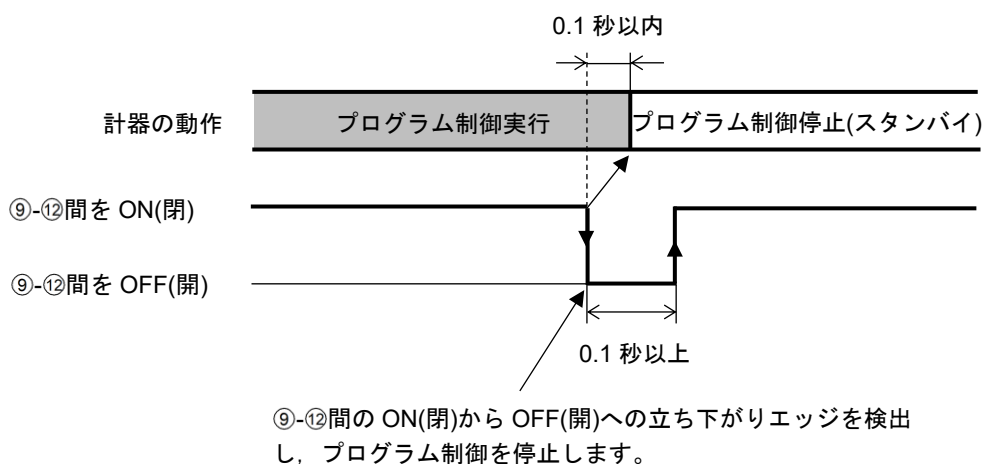 0.1 秒以内
計器の動作
プログラム制御実行
プログラム制御停止(スタンバイ)
⑨-⑫間を ON(閉)
⑨-⑫間を OFF(開)
0.1 秒以上
⑨-⑫間の ON(閉)から OFF(開)への立ち下がりエッジを検出
し，プログラム制御を停止します。